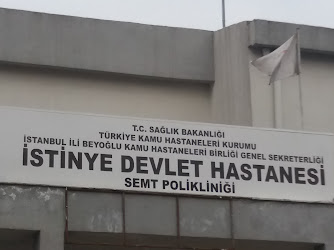 T.C. SAĞLIK BAKANLIĞI
TÜRKİYE KAMU HASTANELERİ KURUMU
İSTANBUL İLİ BEYOĞLU KAMU HASTANELERİ BİRLİĞİ GENEL SEKRETERLİĞİ
İSTİNYE DEVLET HASTANESİ
SEMT POLİKLİNİĞİ